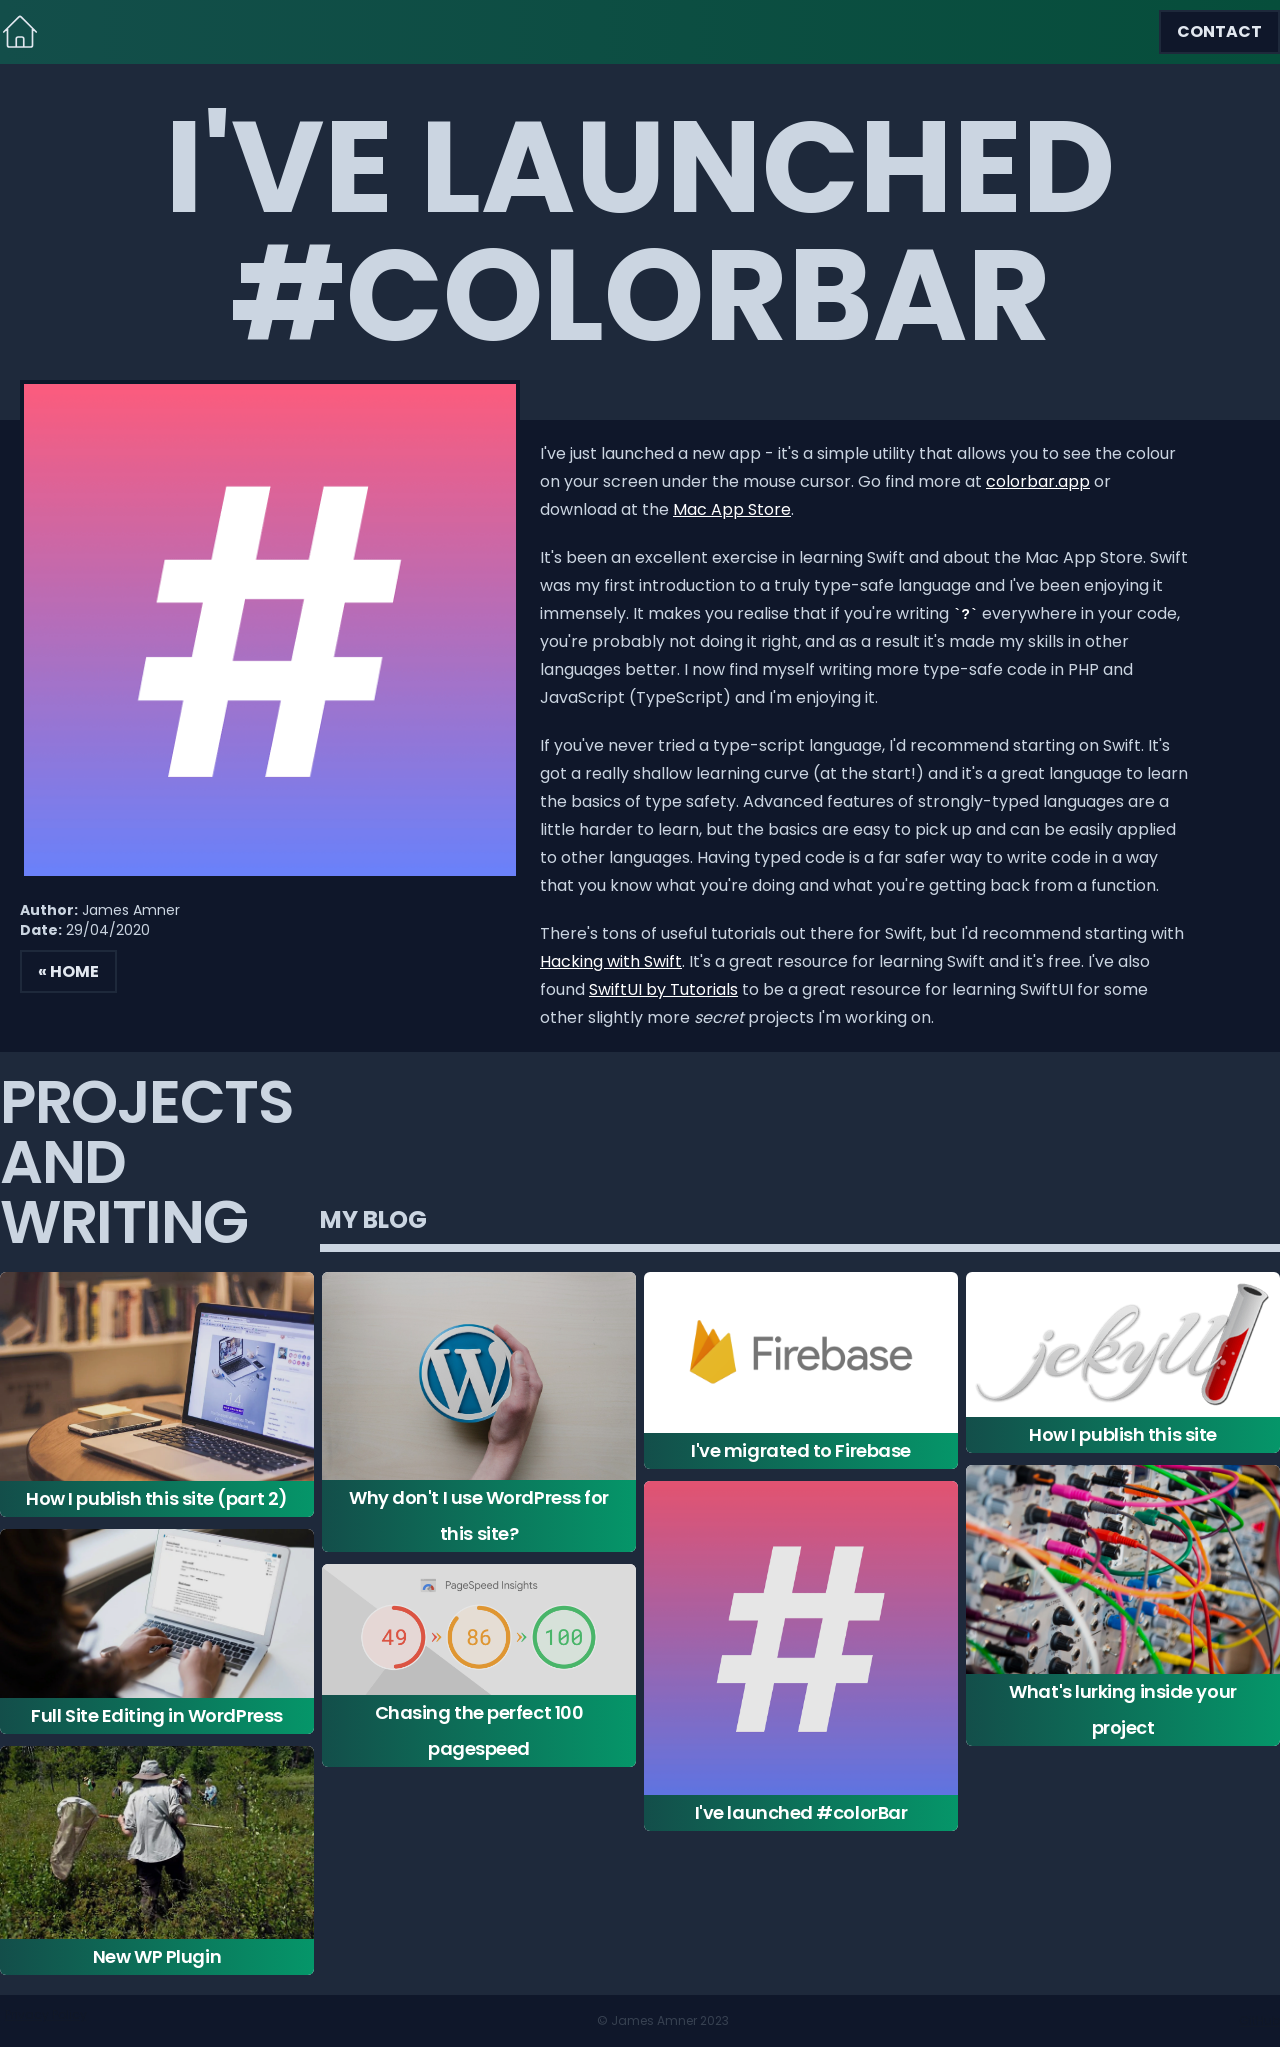 CONTACT
I'VE LAUNCHED
#COLORBAR
#
I've just launched a new app - it's a simple utility that allows you to see the colour
on your screen under the mouse cursor. Go find more at colorbar.app or
download at the Mac App Store.
It's been an excellent exercise in learning Swift and about the Mac App Store. Swift
was my first introduction to a truly type-safe language and I've been enjoying it
immensely. It makes you realise that if you're writing `?` everywhere in your code,
you're probably not doing it right, and as a result it's made my skills in other
languages better. I now find myself writing more type-safe code in PHP and
JavaScript (TypeScript) and I'm enjoying it.
If you've never tried a type-script language, I'd recommend starting on Swift. It's
got a really shallow learning curve (at the start!) and it's a great language to learn
the basics of type safety. Advanced features of strongly-typed languages are a
little harder to learn, but the basics are easy to pick up and can be easily applied
to other languages. Having typed code is a far safer way to write code in a way
that you know what you're doing and what you're getting back from a function.
There's tons of useful tutorials out there for Swift, but I'd recommend starting with
Hacking with Swift. It's a great resource for learning Swift and it's free. I've also
found SwiftUI by Tutorials to be a great resource for learning SwiftUI for some
other slightly more secret projects I'm working on.
Author: James Amner
Date: 29/04/2020
« HOME
PROJECTS
AND
WRITING
MY BLOG
How I publish this site (part 2)
Full Site Editing in WordPress
New WP Plugin
W
Why don't I use WordPress for
this site?
PageSpeed Insights
49 » 86 » 100
Chasing the perfect 100
pagespeed
Firebase
I've migrated to Firebase
#
I've launched #colorBar
jekyll
How I publish this site
What's lurking inside your
project
© James Amner 2023